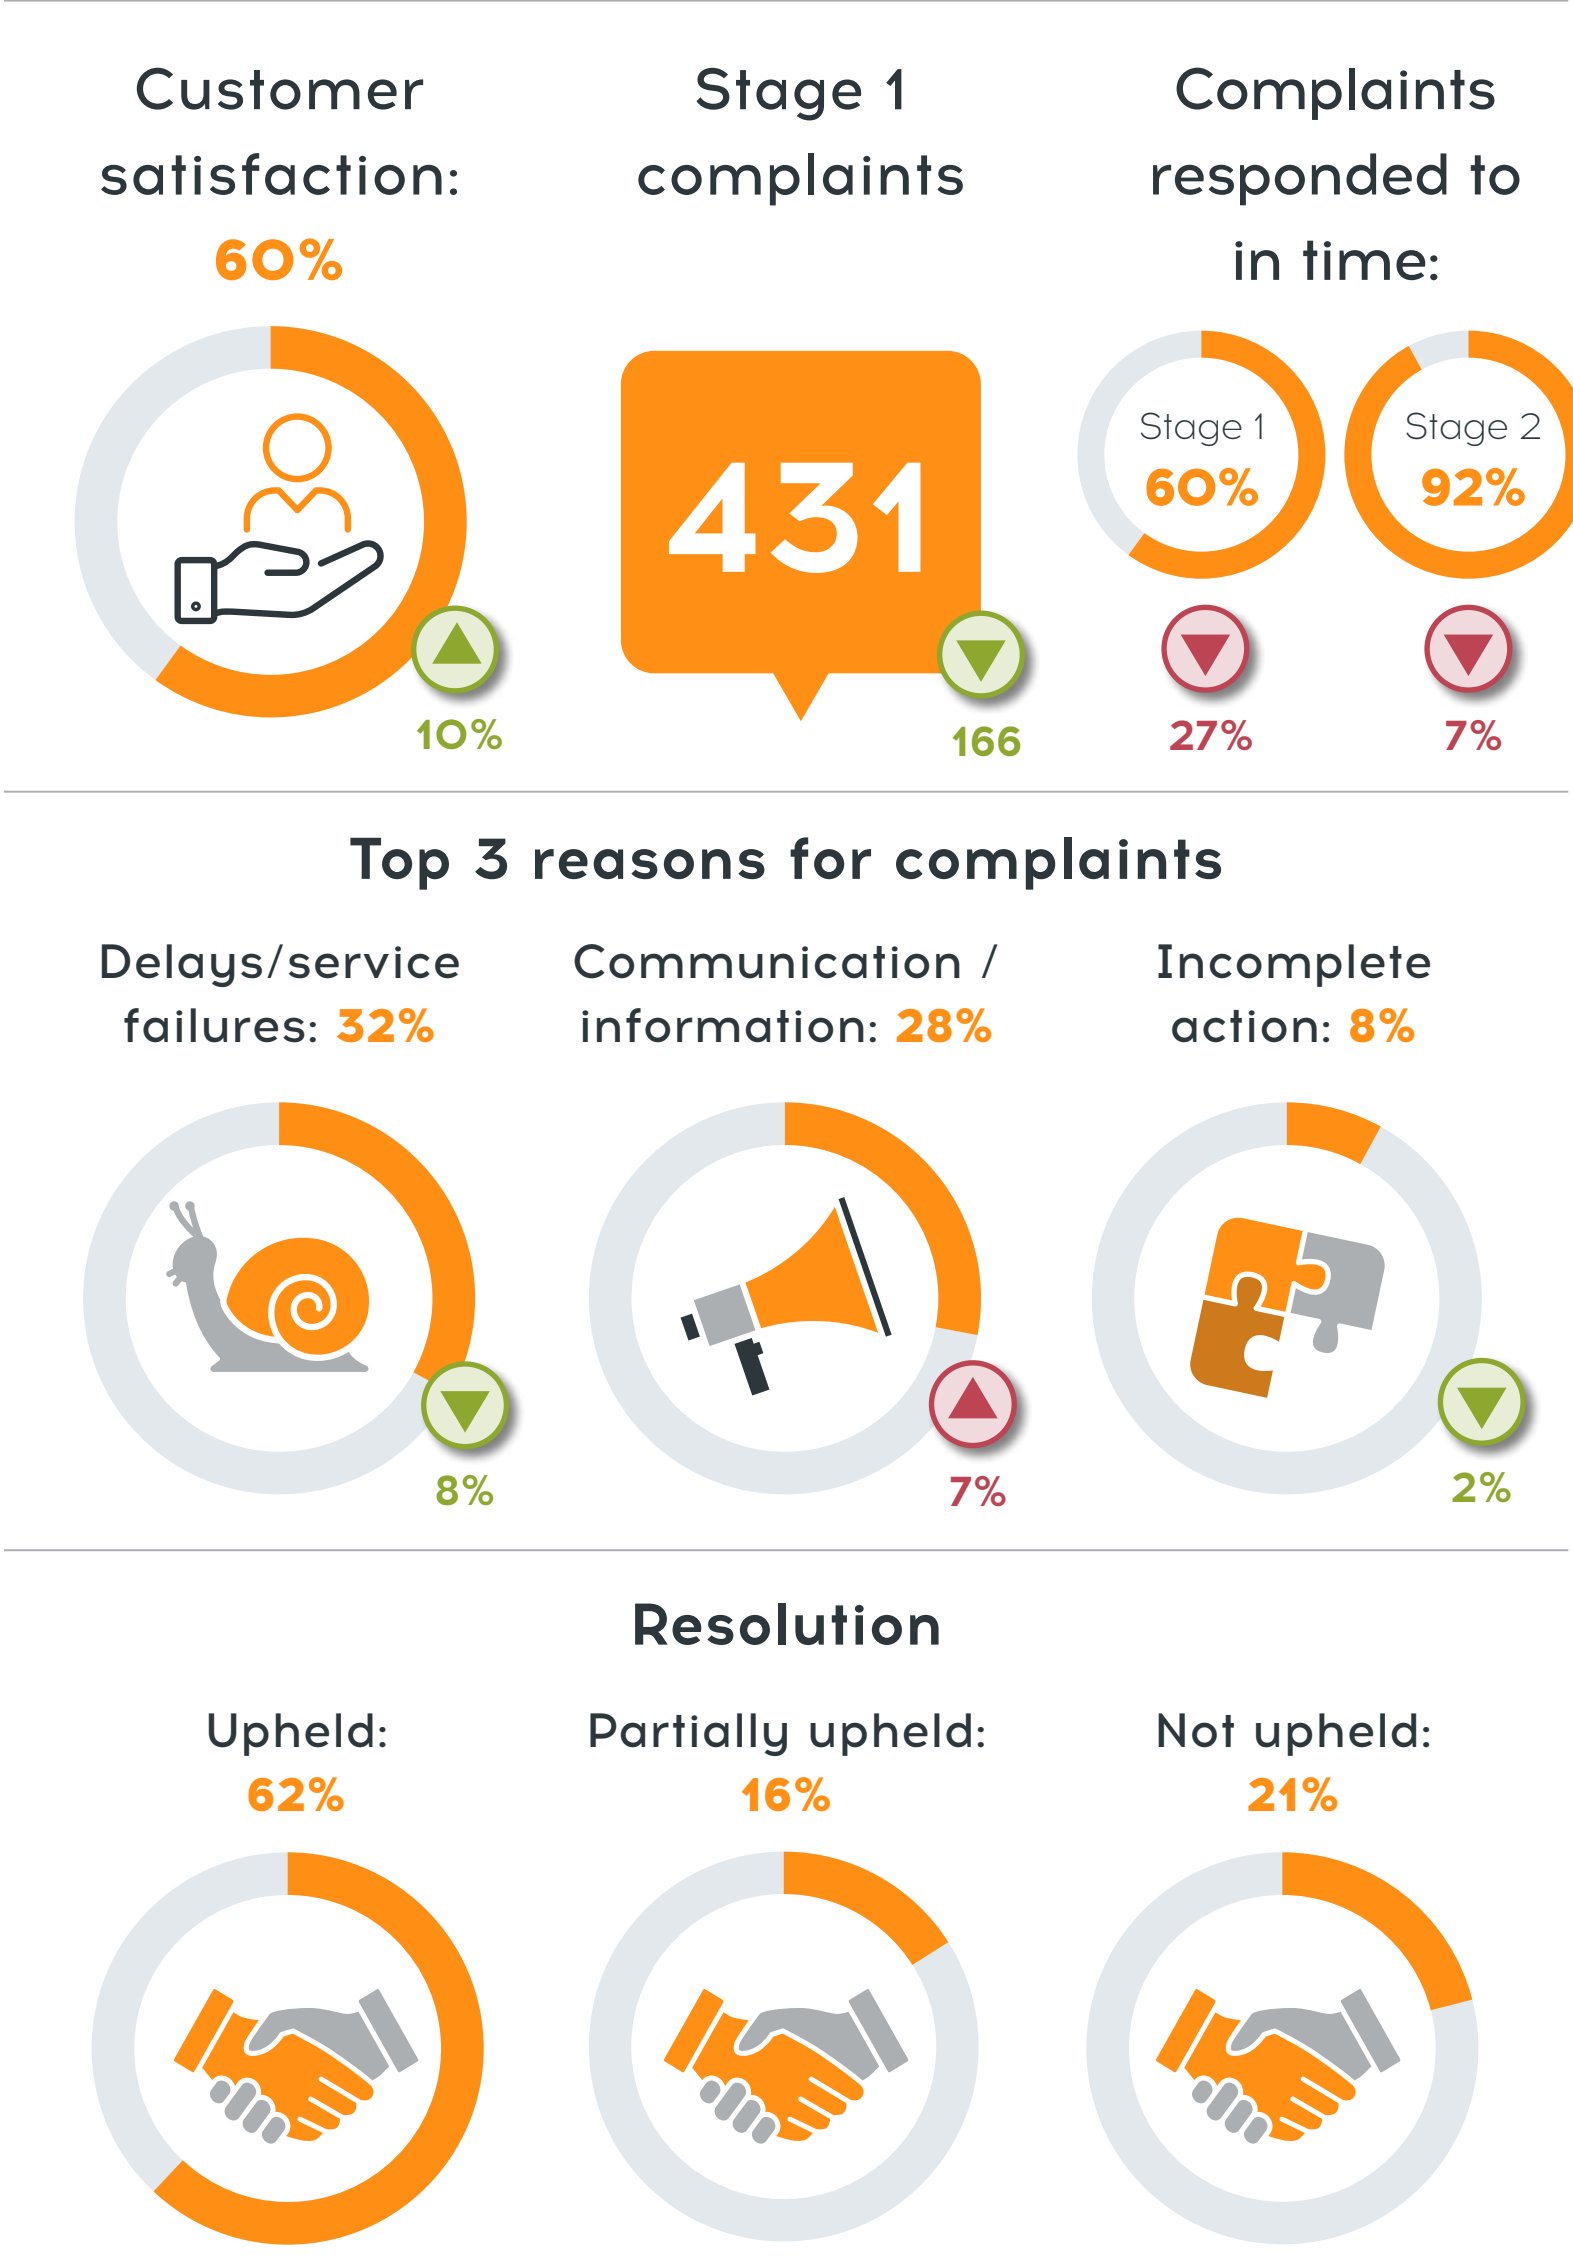 Customer
satisfaction:
60%
10%
Stage 1
complaints
431
166
Complaints
responded to
in time:
Stage 1
60%
27%
Stage 2
92%
7%
Top 3 reasons for complaints
Delays/service
failures: 32%
8%
Communication /
information: 28%
7%
Incomplete
action: 8%
2%
Resolution
Upheld:
62%
Partially upheld:
16%
Not upheld:
21%